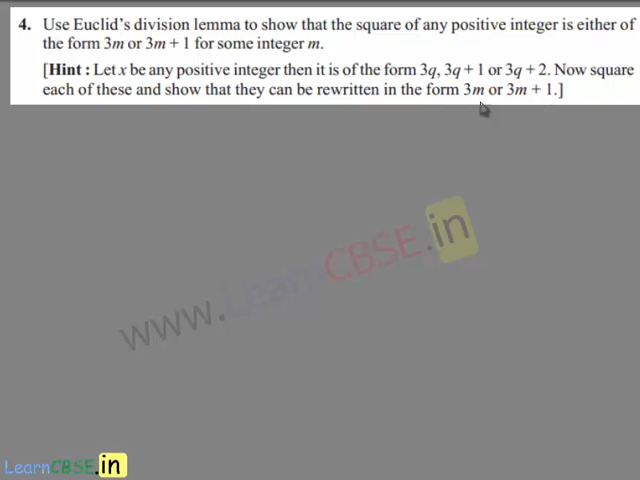 4. Use Euclid's division lemma to show that the square of any positive integer is either of
the form 3m or 3m + 1 for some integer m.
[Hint : Let x be any positive integer then it is of the form 3q, 3q + 1 or 3q + 2. Now square
each of these and show that they can be rewritten in the form 3m or 3m + 1.]
www.LearnCBSE.in
LearnCBSE.in